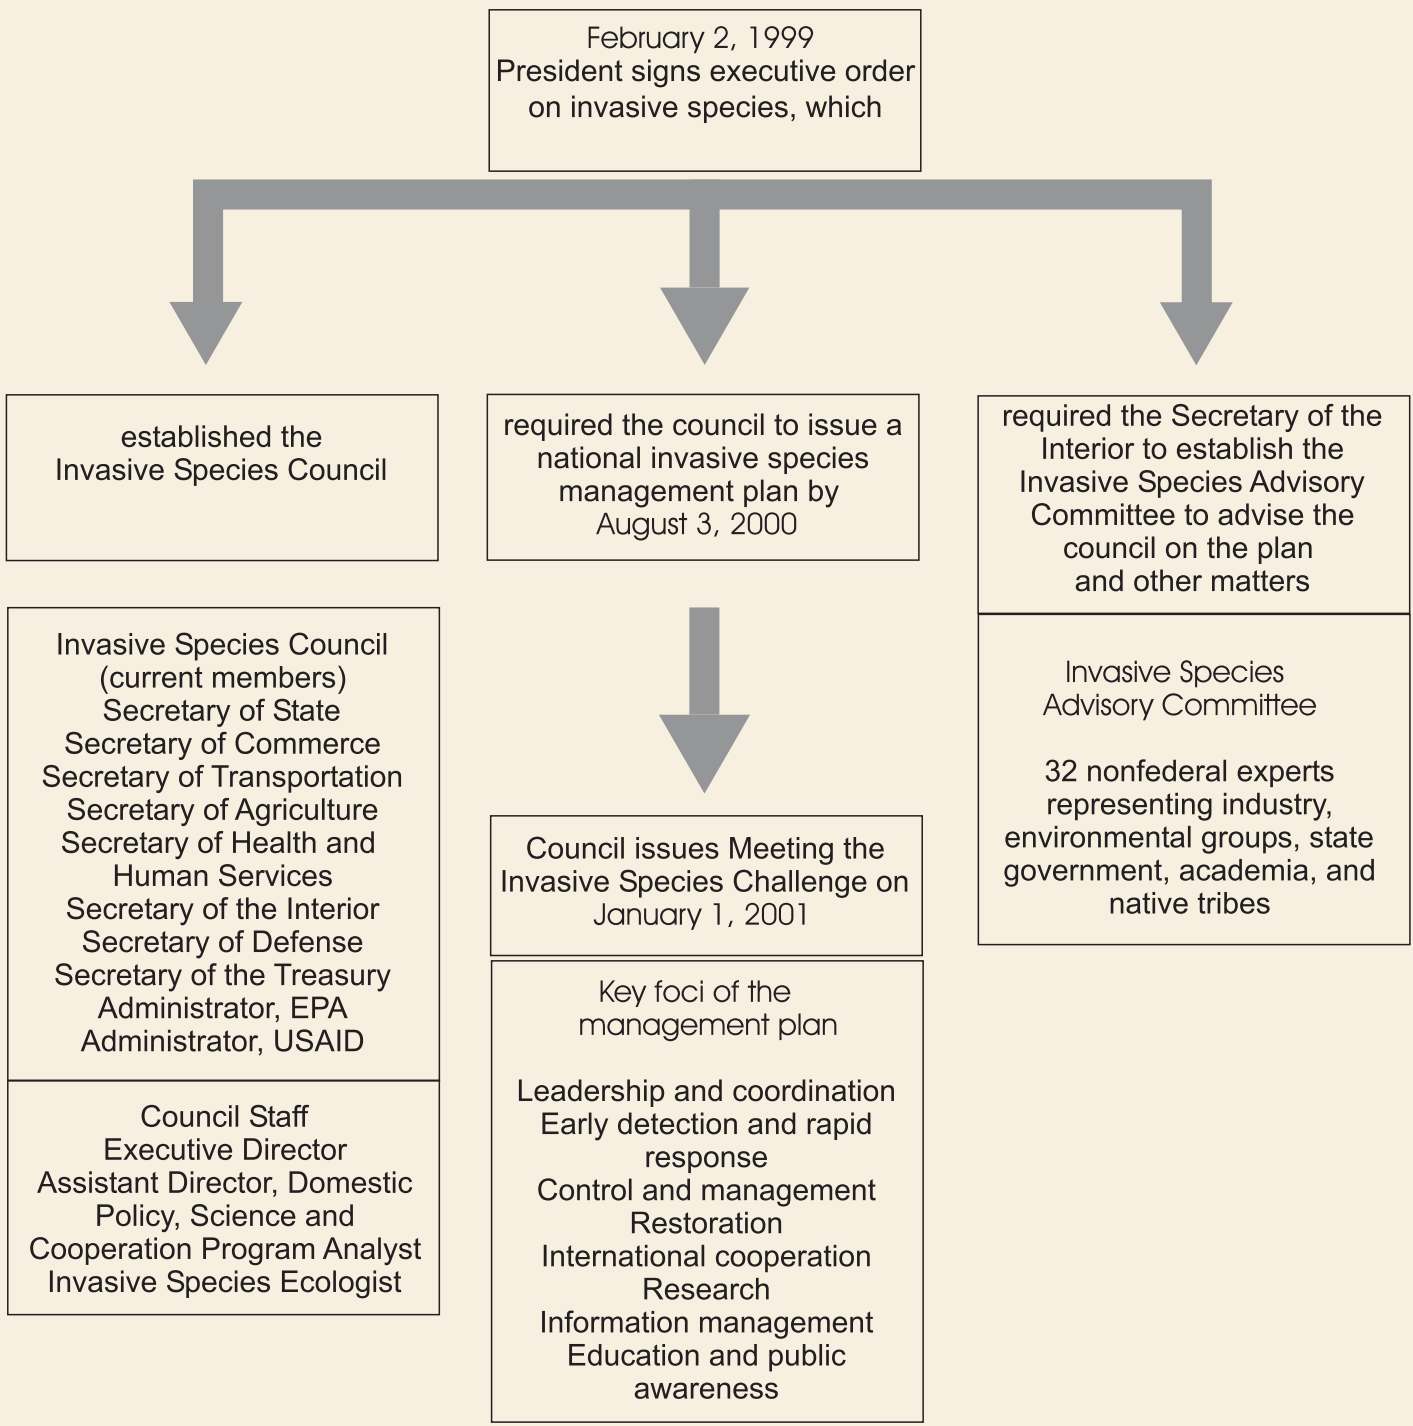 February 2, 1999
President signs executive order
on invasive species, which
established the
Invasive Species Council
required the council to issue a
national invasive species
management plan by
August 3, 2000
required the Secretary of the
Interior to establish the
Invasive Species Advisory
Committee to advise the
council on the plan
and other matters
Invasive Species Council
(current members)
Secretary of State
Secretary of Commerce
Secretary of Transportation
Secretary of Agriculture
Secretary of Health and
Human Services
Secretary of the Interior
Secretary of Defense
Secretary of the Treasury
Administrator, EPA
Administrator, USAID
Council Staff
Executive Director
Assistant Director, Domestic
Policy, Science and
Cooperation Program Analyst
Invasive Species Ecologist
Council issues Meeting the
Invasive Species Challenge on
January 1, 2001
Key foci of the
management plan
Leadership and coordination
Early detection and rapid
response
Control and management
Restoration
International cooperation
Research
Information management
Education and public
awareness
Invasive Species
Advisory Committee
32 nonfederal experts
representing industry,
environmental groups, state
government, academia, and
native tribes